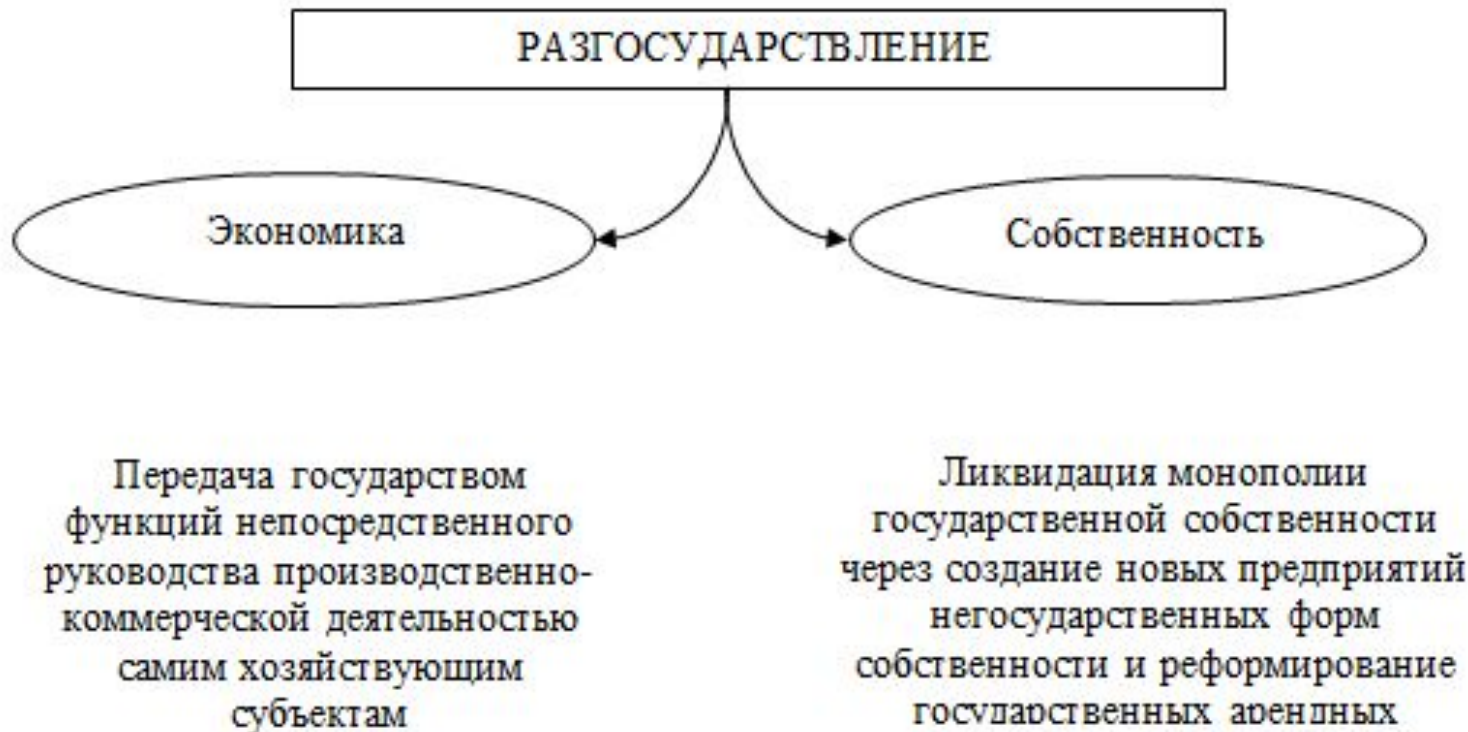 РАЗГОСУДАРСТВЛЕНИЕ
Экономика
Собственность
Передача государством
функций непосредственного
руководства производственно-
коммерческой деятельностью
самим хозяйствующим
субъектам
Ликвидация монополии
государственной собственности
через создание новых предприятий
негосударственных форм
собственности и реформирование
государственных арендных